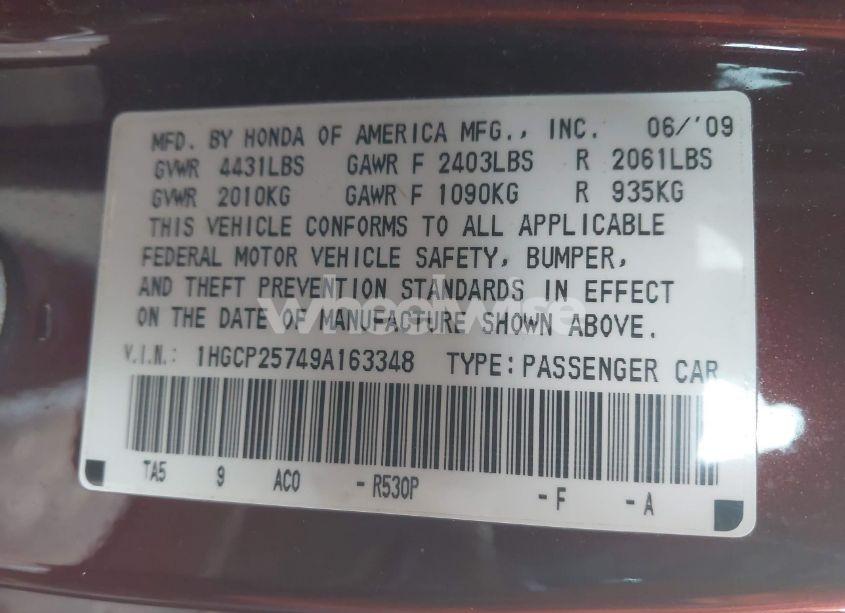 MFD. BY HONDA OF AMERICA MFG., INC. 06/'09
GVWR 4431LBS GAWR F 2403LBS R 2061LBS
GVWR 2010KG GAWR F 1090KG R 935KG
THIS VEHICLE CONFORMS TO ALL APPLICABLE
FEDERAL MOTOR VEHICLE SAFETY, BUMPER,
AND THEFT PREVENTION STANDARDS IN EFFECT
ON THE DATE OF MANUFACTURE SHOWN ABOVE.
wheelwise
V.I.N.: 1HGCP25749A163348 TYPE: PASSENGER CAR
TA5 9 AC0 - R530P - F - A